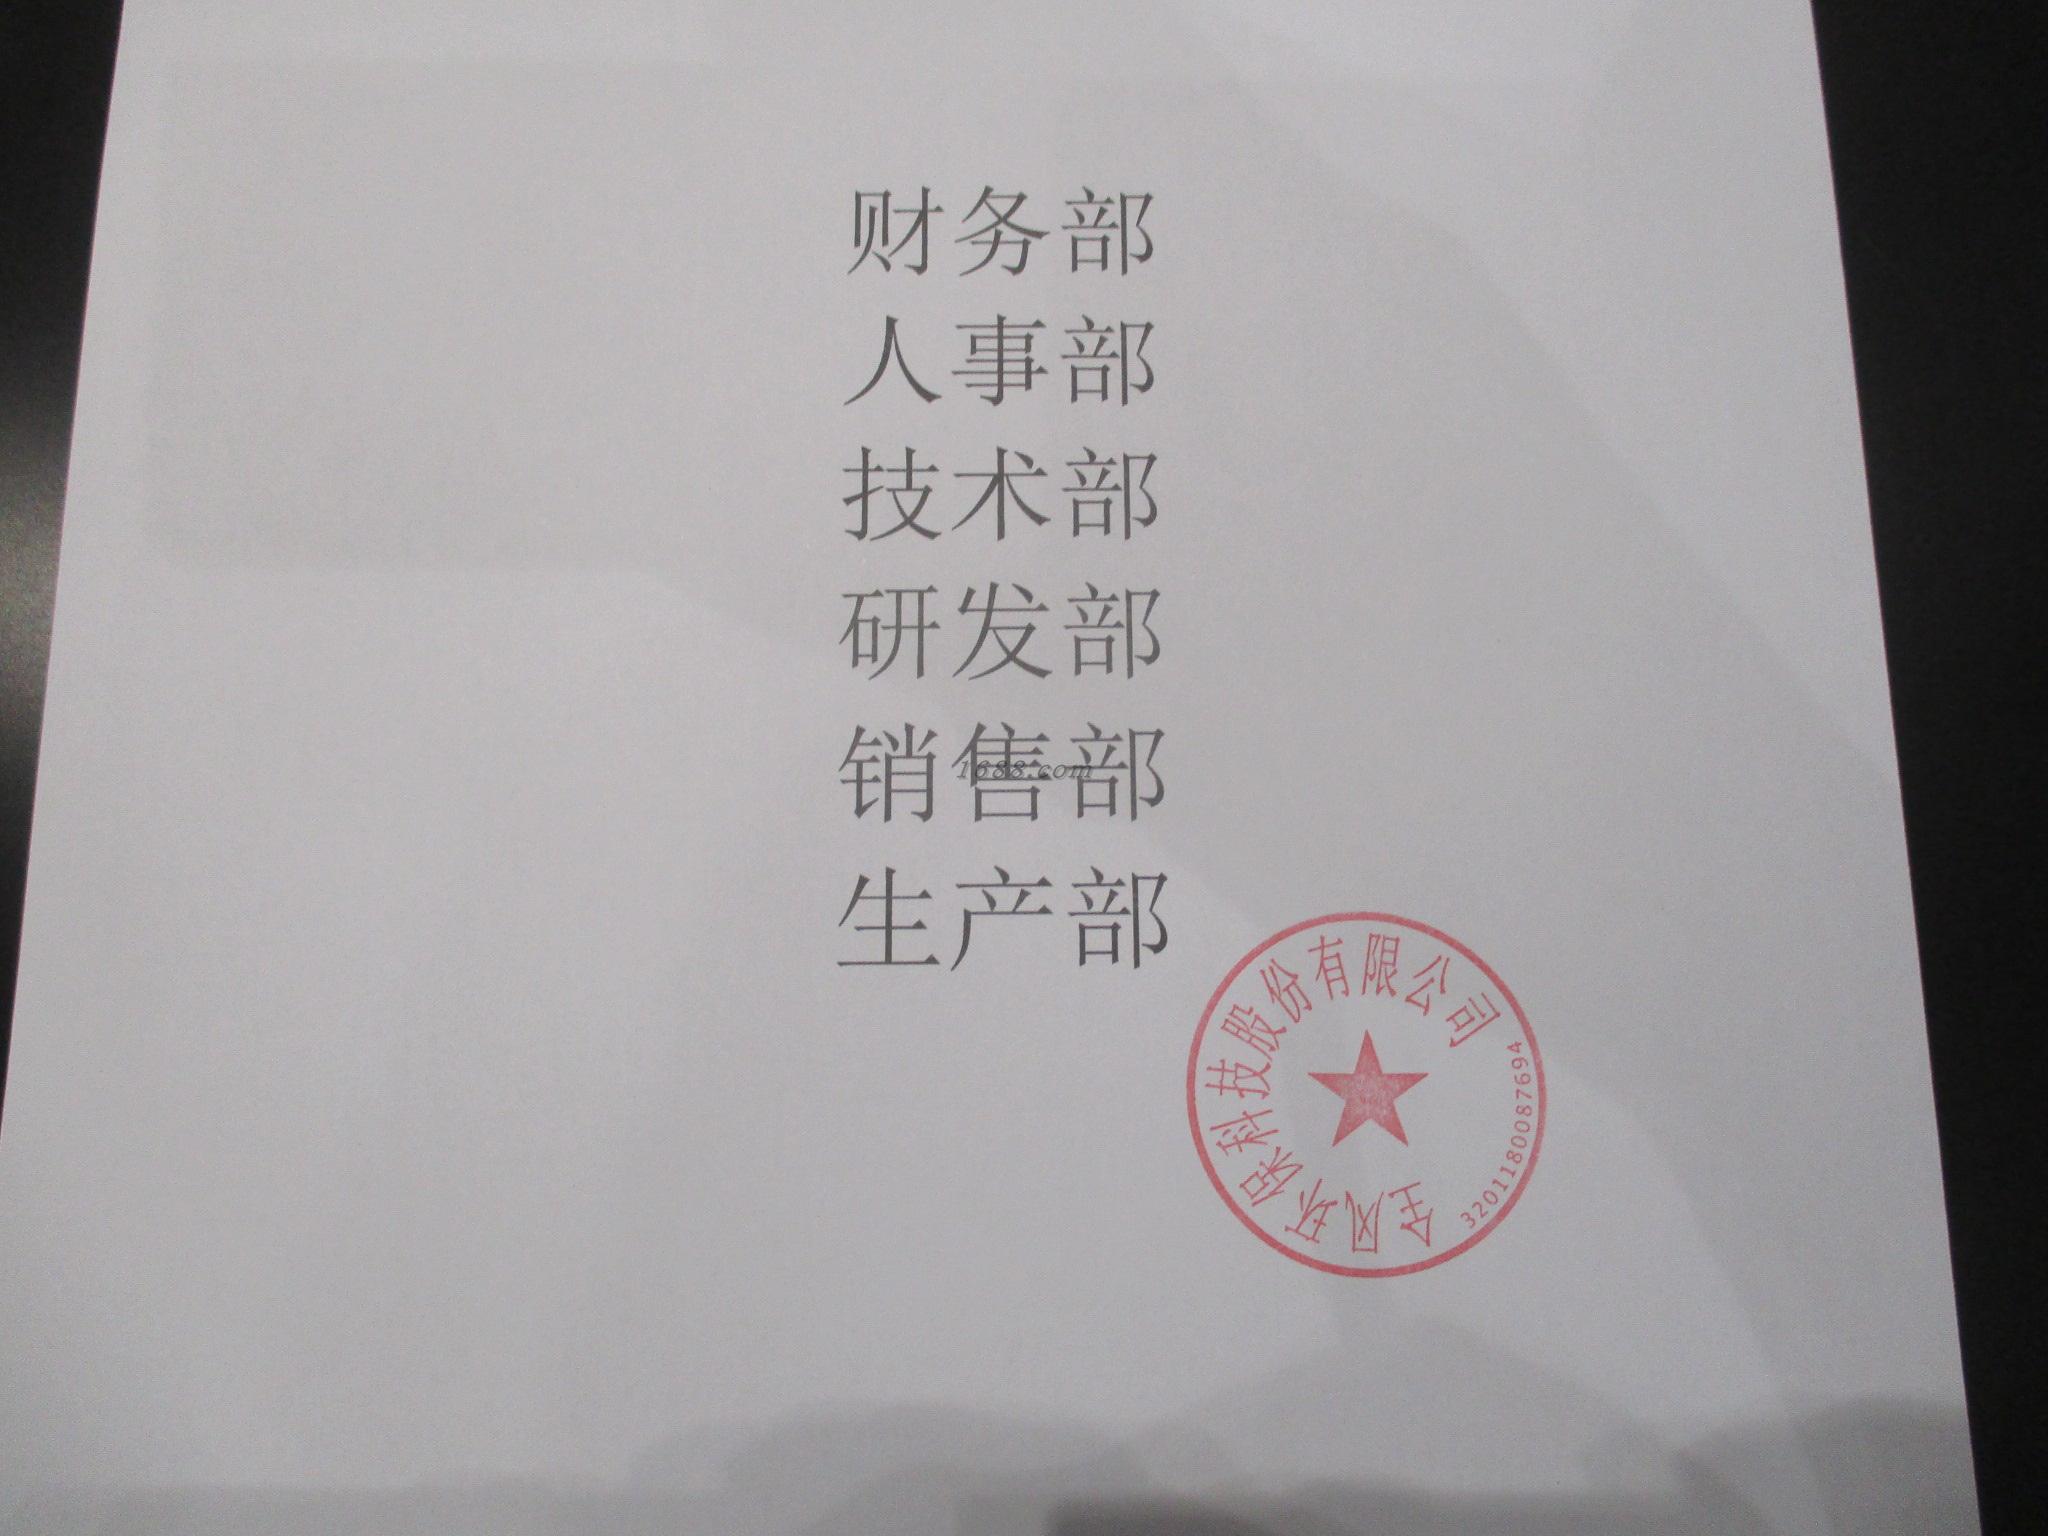 财务部
人事部
技术部
研发部
销售部
1688.com
生产部
全风环保科技股份有限公司
3201180087694